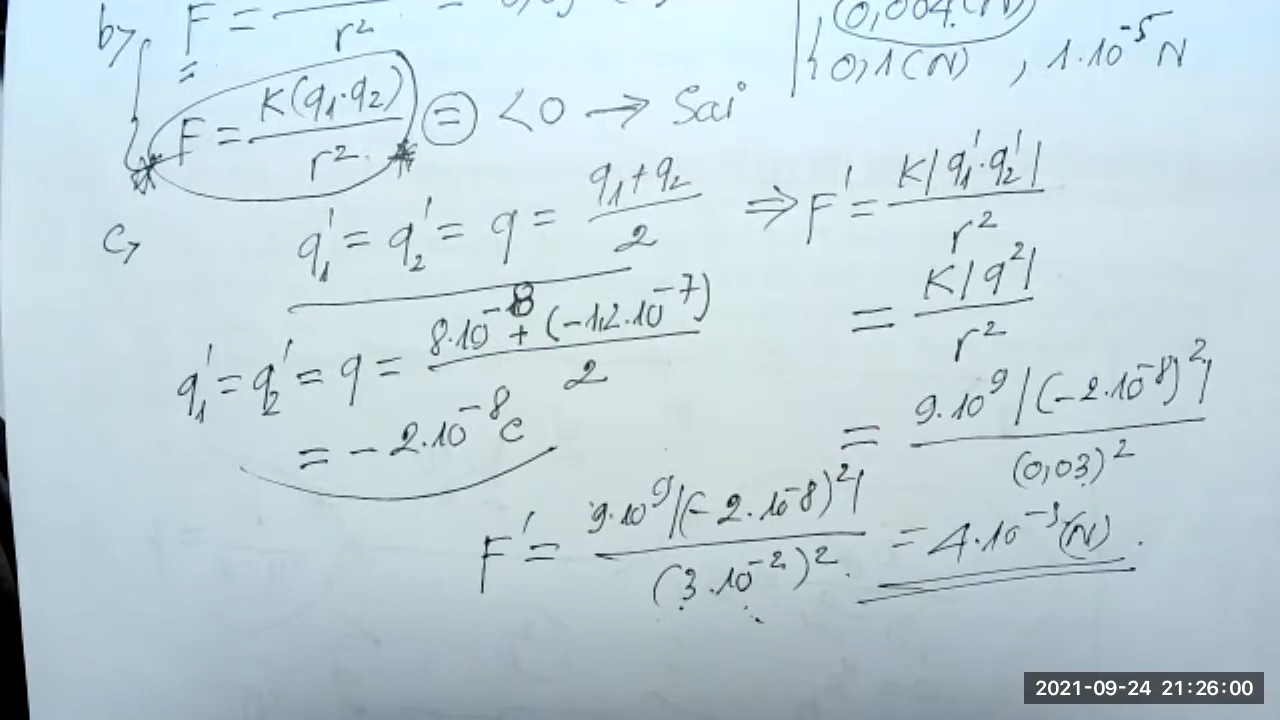 b, F = ——— = 0,0
r²
=
0,004 (N)
0,1 (N) , 1.10⁻⁵ N
* F = K(q₁.q₂) / r² * = < 0 → Sai
c, q₁' = q₂' = q = (q₁ + q₂) / 2 ⇒ F' = K|q₁'.q₂'| / r²
= K|q²| / r²
q₁' = q₂' = q = (8.10⁻⁸ + (-1,2.10⁻⁷)) / 2
= - 2.10⁻⁸ C
= 9.10⁹|(-2.10⁻⁸)²| / (0,03)²
F' = 9.10⁹|(-2.10⁻⁸)²| / (3.10⁻²)² = 4.10⁻³ (N).
2021-09-24 21:26:00